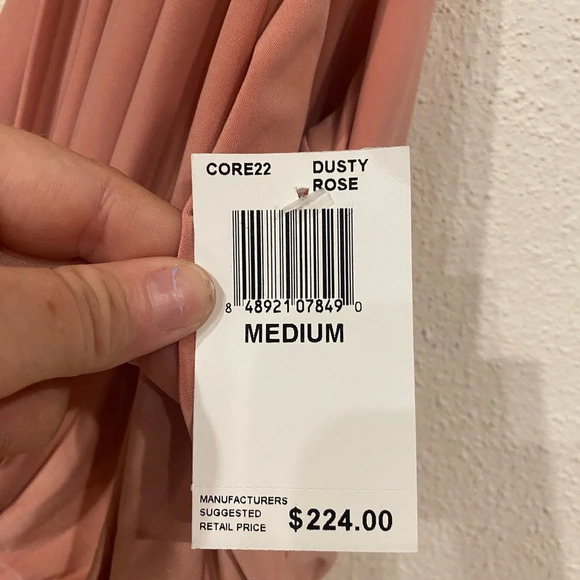 CORE22 DUSTY
ROSE
8 48921 07849 0
MEDIUM
MANUFACTURERS
SUGGESTED
RETAIL PRICE $224.00